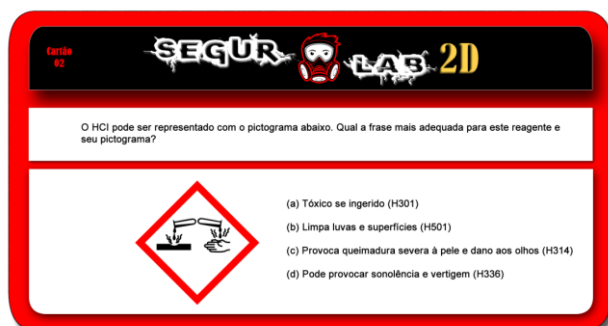 Cartão
02
SEGUR LAB 2D
O HCl pode ser representado com o pictograma abaixo. Qual a frase mais adequada para este reagente e
seu pictograma?
(a) Tóxico se ingerido (H301)
(b) Limpa luvas e superfícies (H501)
(c) Provoca queimadura severa à pele e dano aos olhos (H314)
(d) Pode provocar sonolência e vertigem (H336)